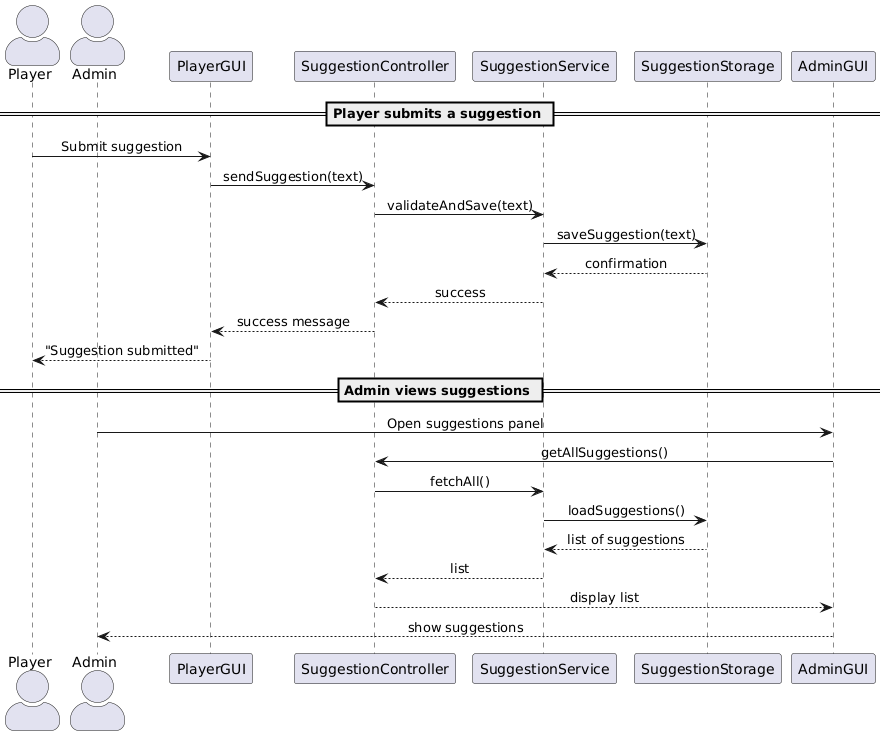 Player
Admin
PlayerGUI
SuggestionController
SuggestionService
SuggestionStorage
AdminGUI
Player submits a suggestion
Submit suggestion
sendSuggestion(text)
validateAndSave(text)
saveSuggestion(text)
confirmation
success
success message
"Suggestion submitted"
Admin views suggestions
Open suggestions panel
getAllSuggestions()
fetchAll()
loadSuggestions()
list of suggestions
list
display list
show suggestions
Player
Admin
PlayerGUI
SuggestionController
SuggestionService
SuggestionStorage
AdminGUI